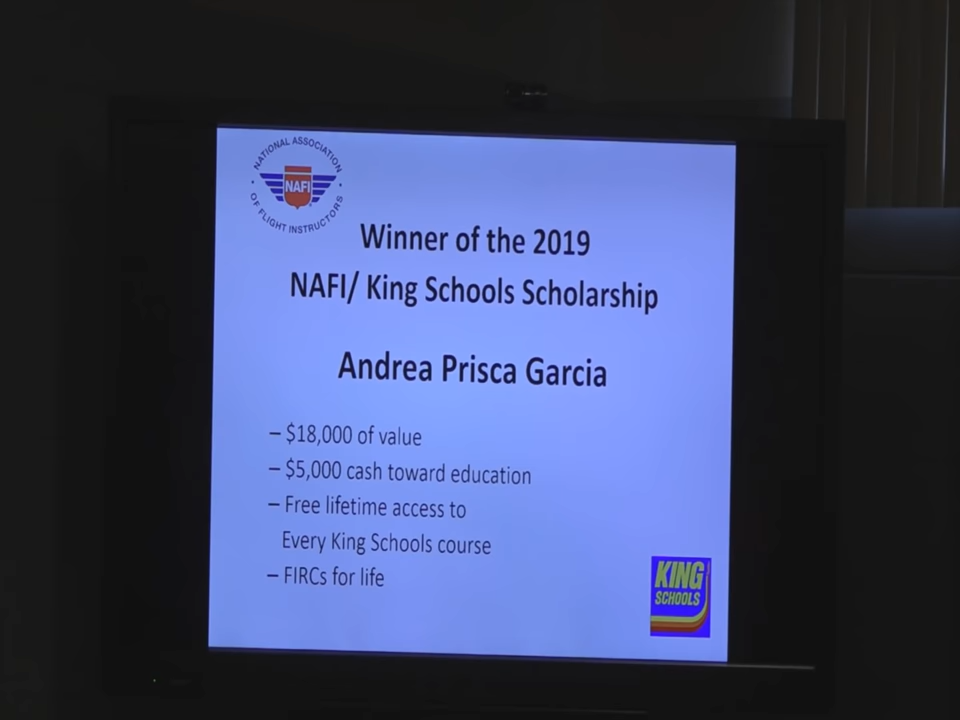 NATIONAL ASSOCIATION
NAFI
OF FLIGHT INSTRUCTORS
Winner of the 2019
NAFI/ King Schools Scholarship
Andrea Prisca Garcia
– $18,000 of value
– $5,000 cash toward education
– Free lifetime access to
Every King Schools course
– FIRCs for life
KING
SCHOOLS